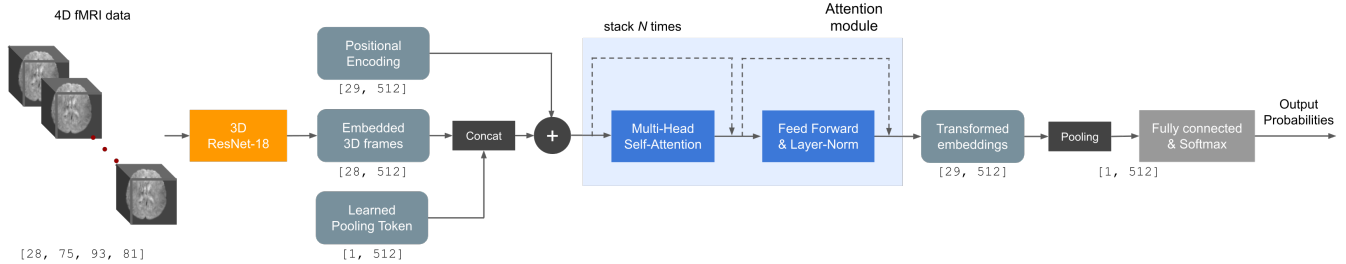 4D fMRI data
[28, 75, 93, 81]
3D
ResNet-18
Positional
Encoding
[29, 512]
Embedded
3D frames
[28, 512]
Learned
Pooling Token
[1, 512]
Concat
+
stack N times
Attention
module
Multi-Head
Self-Attention
Feed Forward
& Layer-Norm
Transformed
embeddings
[29, 512]
Pooling
[1, 512]
Fully connected
& Softmax
Output
Probabilities